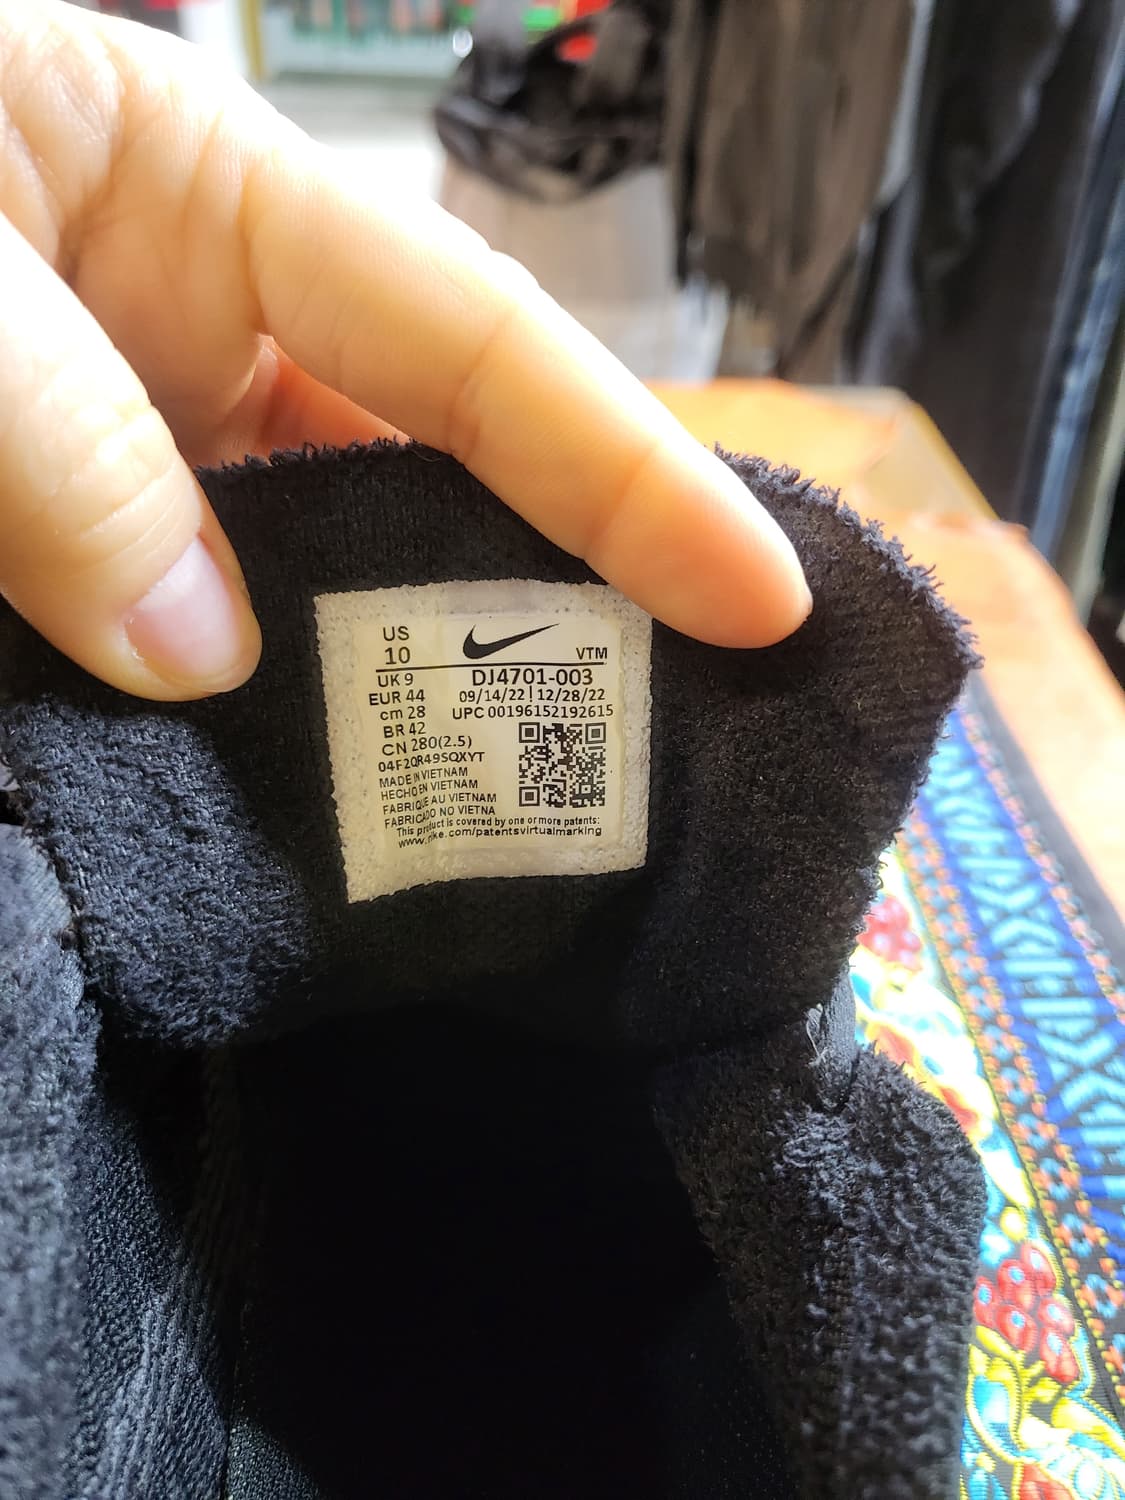 US
10
VTM
UK 9
DJ4701-003
EUR 44
09/14/22 | 12/28/22
cm 28
UPC 00196152192615
BR 42
CN 280(2.5)
04F2QR49SQXYT
MADE IN VIETNAM
HECHO EN VIETNAM
FABRIQUE AU VIETNAM
FABRICADO NO VIETNA
This product is covered by one or more patents:
www.nike.com/patentsvirtualmarking